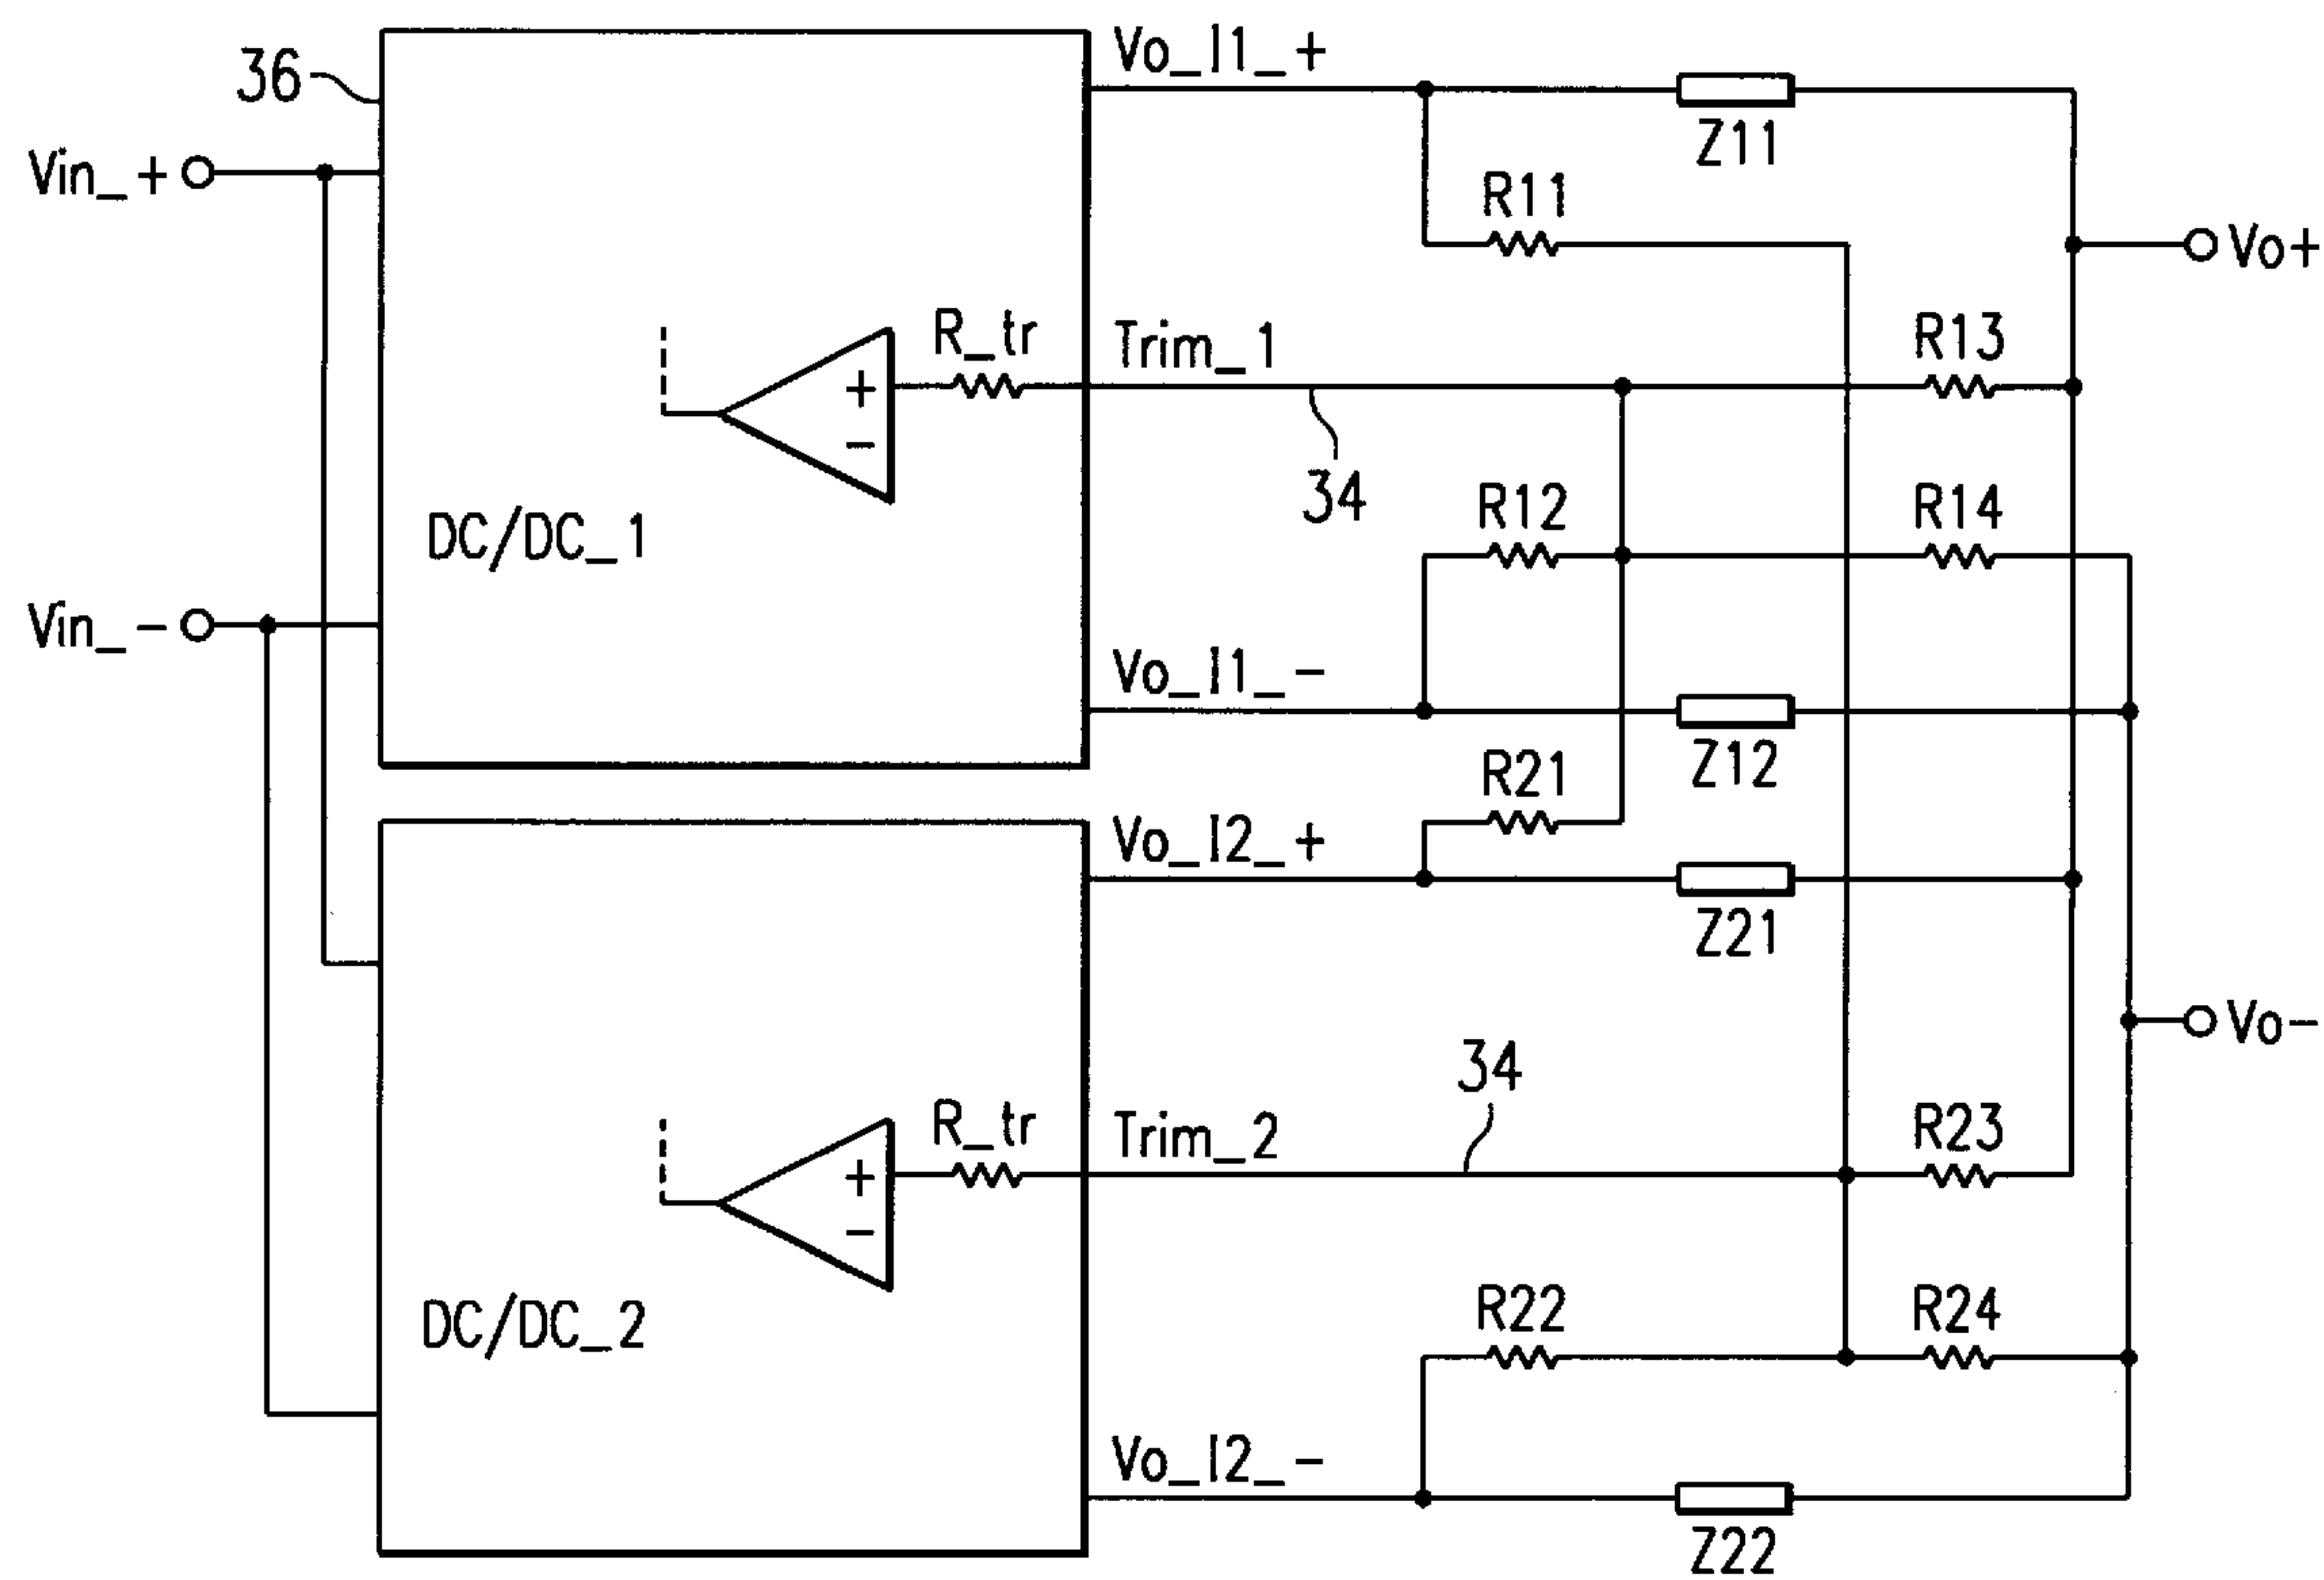 36
Vin_+
Vin_-
DC/DC_1
R_tr
+
-
Vo_I1_+
Z11
R11
Vo+
Trim_1
R13
34
R12
R14
Vo_I1_-
Z12
R21
Vo_I2_+
Z21
Vo-
34
R_tr
+
-
Trim_2
R23
DC/DC_2
R22
R24
Vo_I2_-
Z22